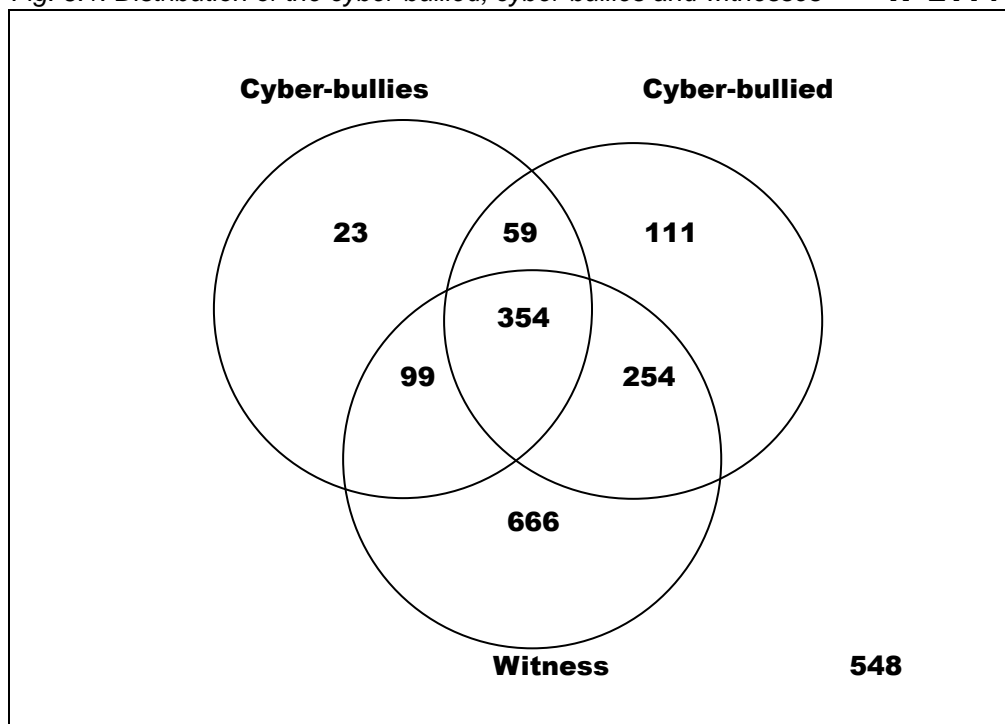 Distribution of the cyber-bullied, cyber-bullies and witnesses
Cyber-bullies Cyber-bullied
23 59 111
354
99 254
666
Witness 548